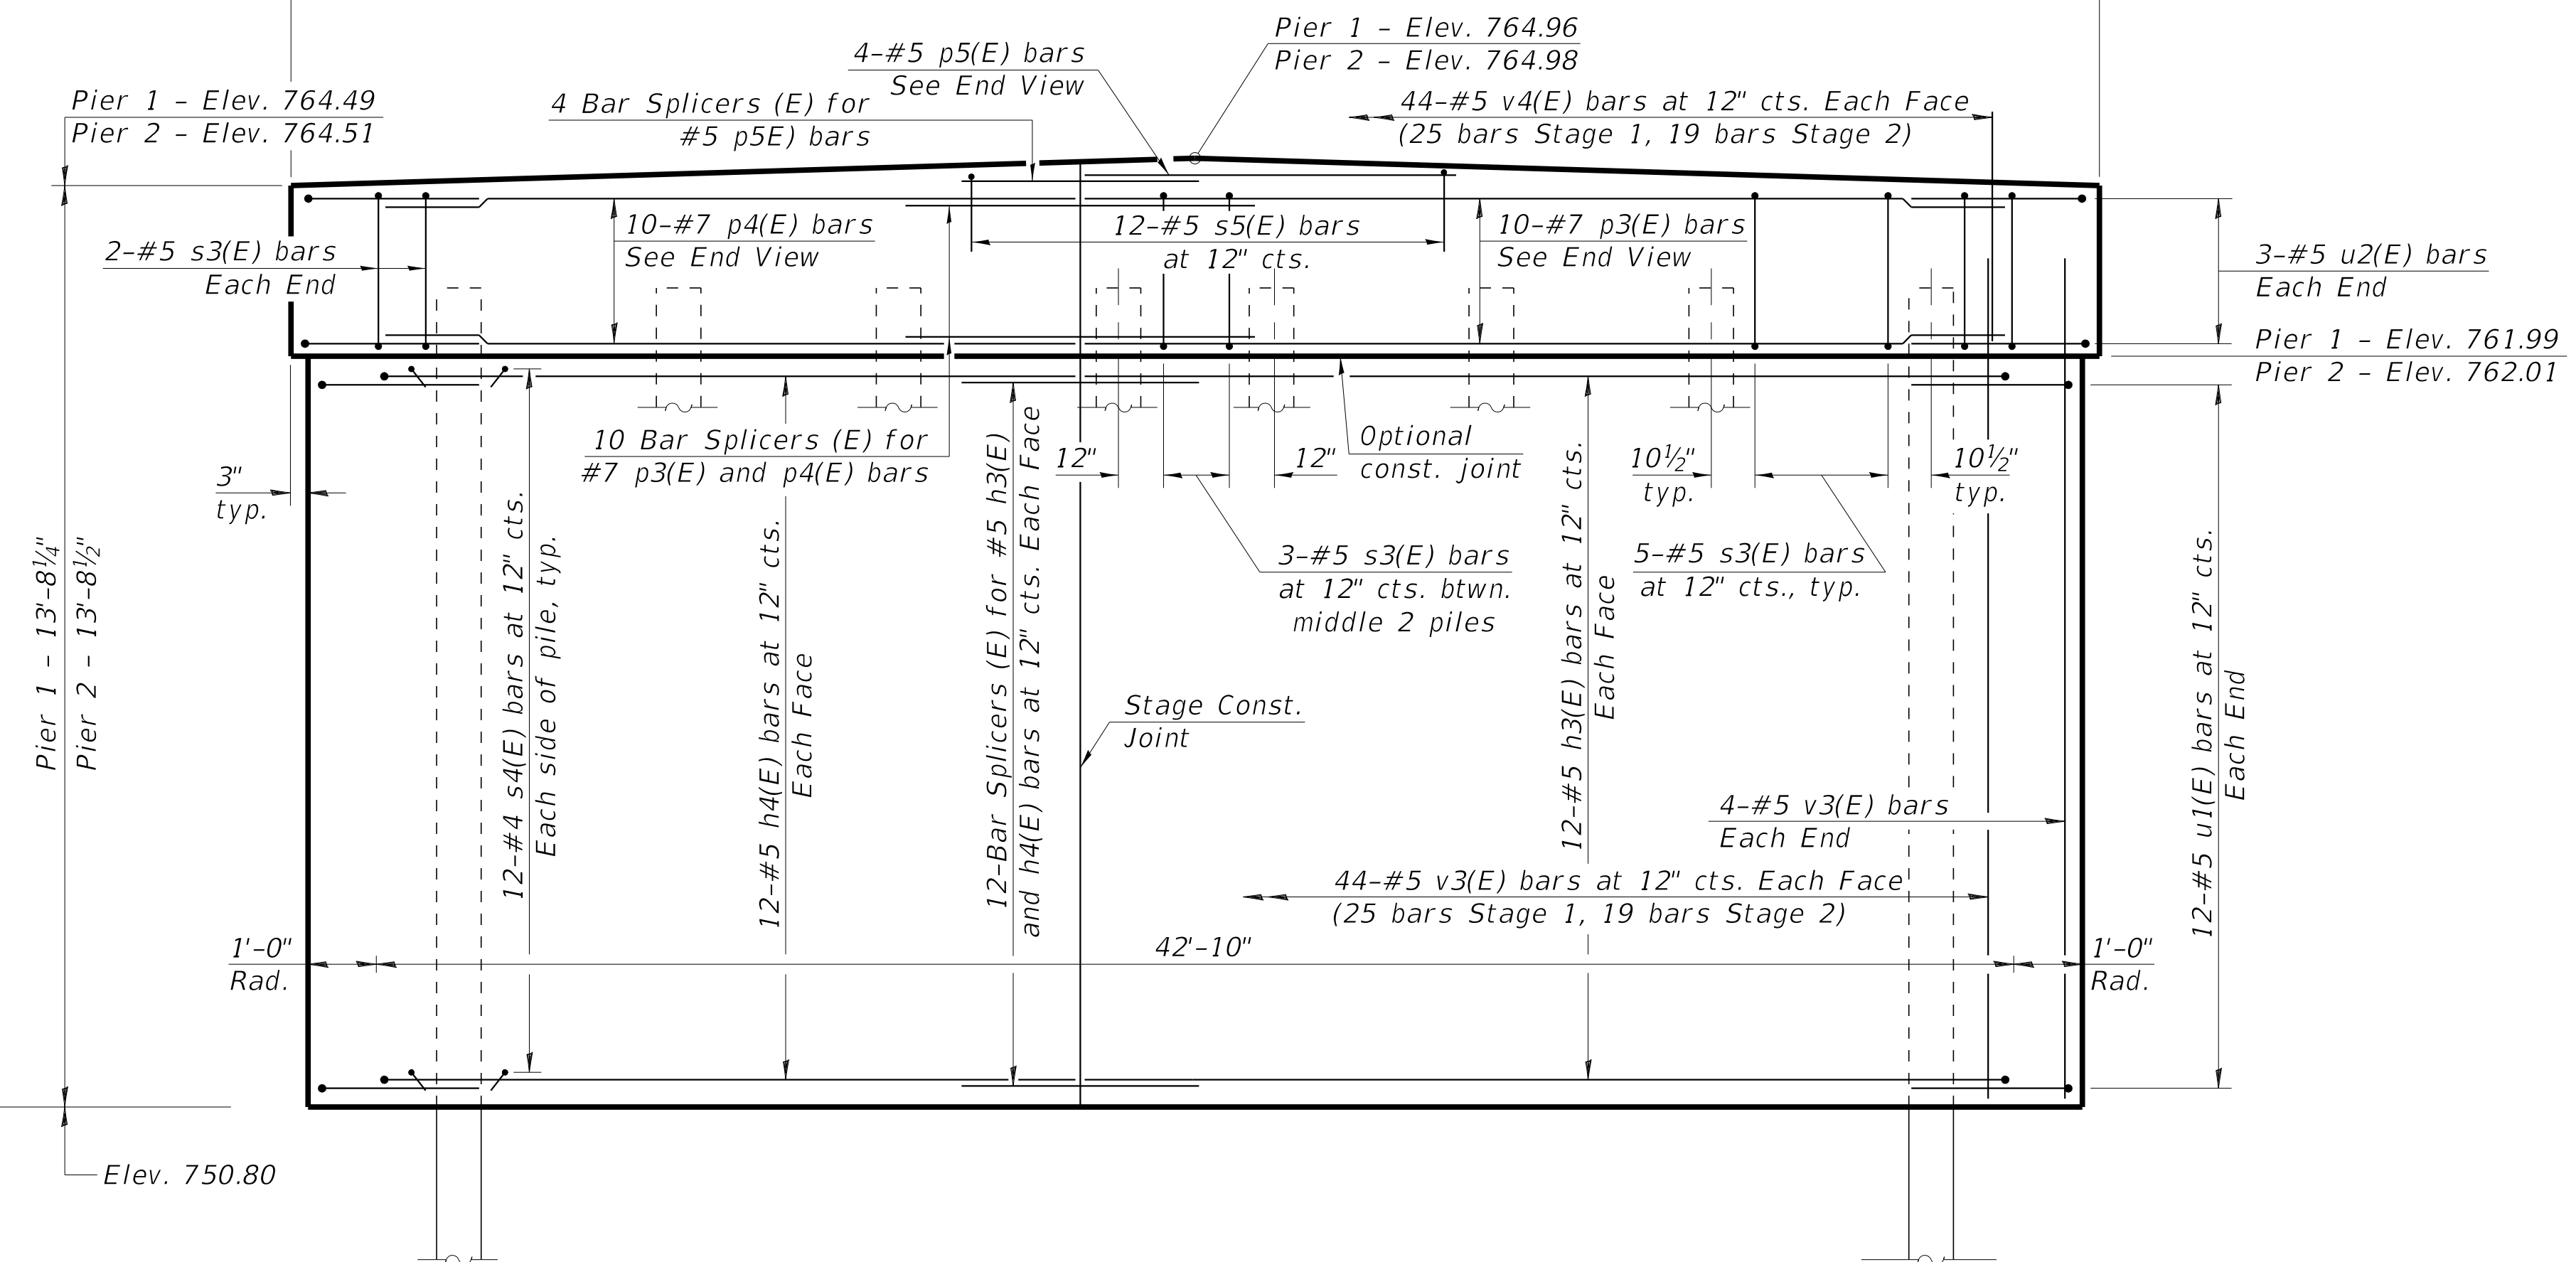 Pier 1 – Elev. 764.96
Pier 2 – Elev. 764.98
4–#5 p5(E) bars
See End View
4 Bar Splicers (E) for
#5 p5E) bars
Pier 1 – Elev. 764.49
Pier 2 – Elev. 764.51
44–#5 v4(E) bars at 12" cts. Each Face
(25 bars Stage 1, 19 bars Stage 2)
2–#5 s3(E) bars
Each End
10–#7 p4(E) bars
See End View
12–#5 s5(E) bars
at 12" cts.
10–#7 p3(E) bars
See End View
3–#5 u2(E) bars
Each End
Pier 1 – Elev. 761.99
Pier 2 – Elev. 762.01
10 Bar Splicers (E) for
#7 p3(E) and p4(E) bars
12"
12"
Optional
const. joint
10½"
typ.
10½"
typ.
3"
typ.
3–#5 s3(E) bars
at 12" cts. btwn.
middle 2 piles
5–#5 s3(E) bars
at 12" cts., typ.
Pier 1 – 13'–8¼"
Pier 2 – 13'–8½"
12–#4 s4(E) bars at 12" cts.
Each side of pile, typ.
12–#5 h4(E) bars at 12" cts.
Each Face
12–Bar Splicers (E) for #5 h3(E)
and h4(E) bars at 12" cts. Each Face
12–#5 h3(E) bars at 12" cts.
Each Face
12–#5 u1(E) bars at 12" cts.
Each End
Stage Const.
Joint
4–#5 v3(E) bars
Each End
44–#5 v3(E) bars at 12" cts. Each Face
(25 bars Stage 1, 19 bars Stage 2)
1'–0"
Rad.
42'–10"
1'–0"
Rad.
Elev. 750.80